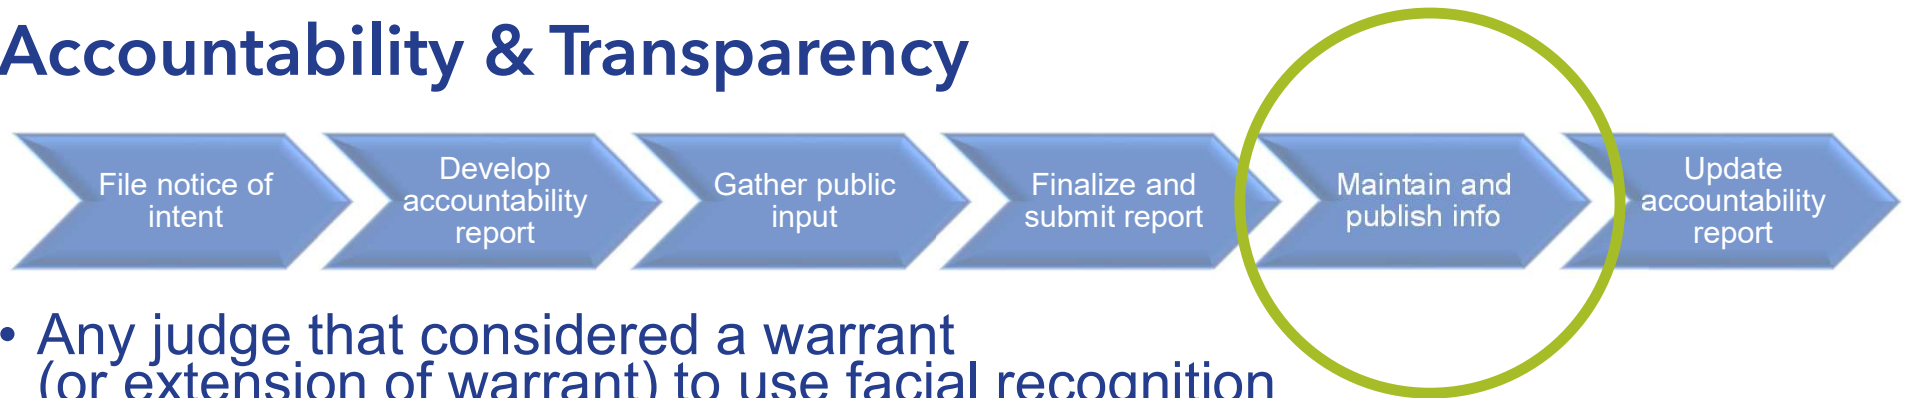 Accountability & Transparency
File notice of
intent
Develop
accountability
report
Gather public
input
Finalize and
submit report
Maintain and
publish info
Update
accountability
report
• Any judge that considered a warrant
(or extension of warrant) to use facial recognition